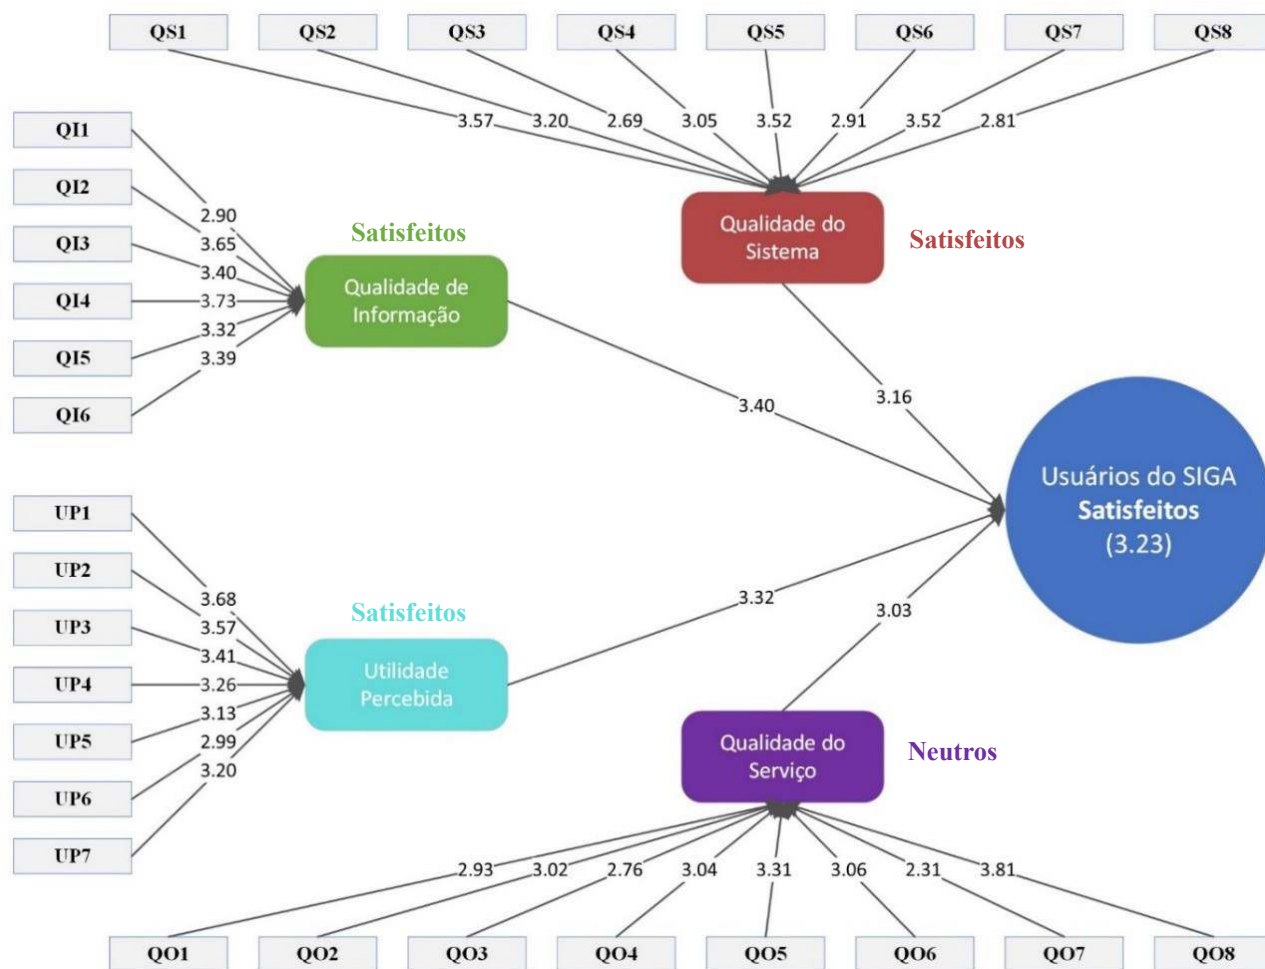 QS1 QS2 QS3 QS4 QS5 QS6 QS7 QS8
3.57 3.20 2.69 3.05 3.52 2.91 3.52 2.81
QI1
QI2
QI3
QI4
QI5
QI6
2.90
3.65
3.40
3.73
3.32
3.39
Satisfeitos
Qualidade de
Informação
Qualidade do
Sistema
Satisfeitos
3.40
3.16
Usuários do SIGA
Satisfeitos
(3.23)
UP1
UP2
UP3
UP4
UP5
UP6
UP7
3.68
3.57
3.41
3.26
3.13
2.99
3.20
Satisfeitos
Utilidade
Percebida
3.32
3.03
Qualidade do
Serviço
Neutros
2.93 3.02 2.76 3.04 3.31 3.06 2.31 3.81
QO1 QO2 QO3 QO4 QO5 QO6 QO7 QO8